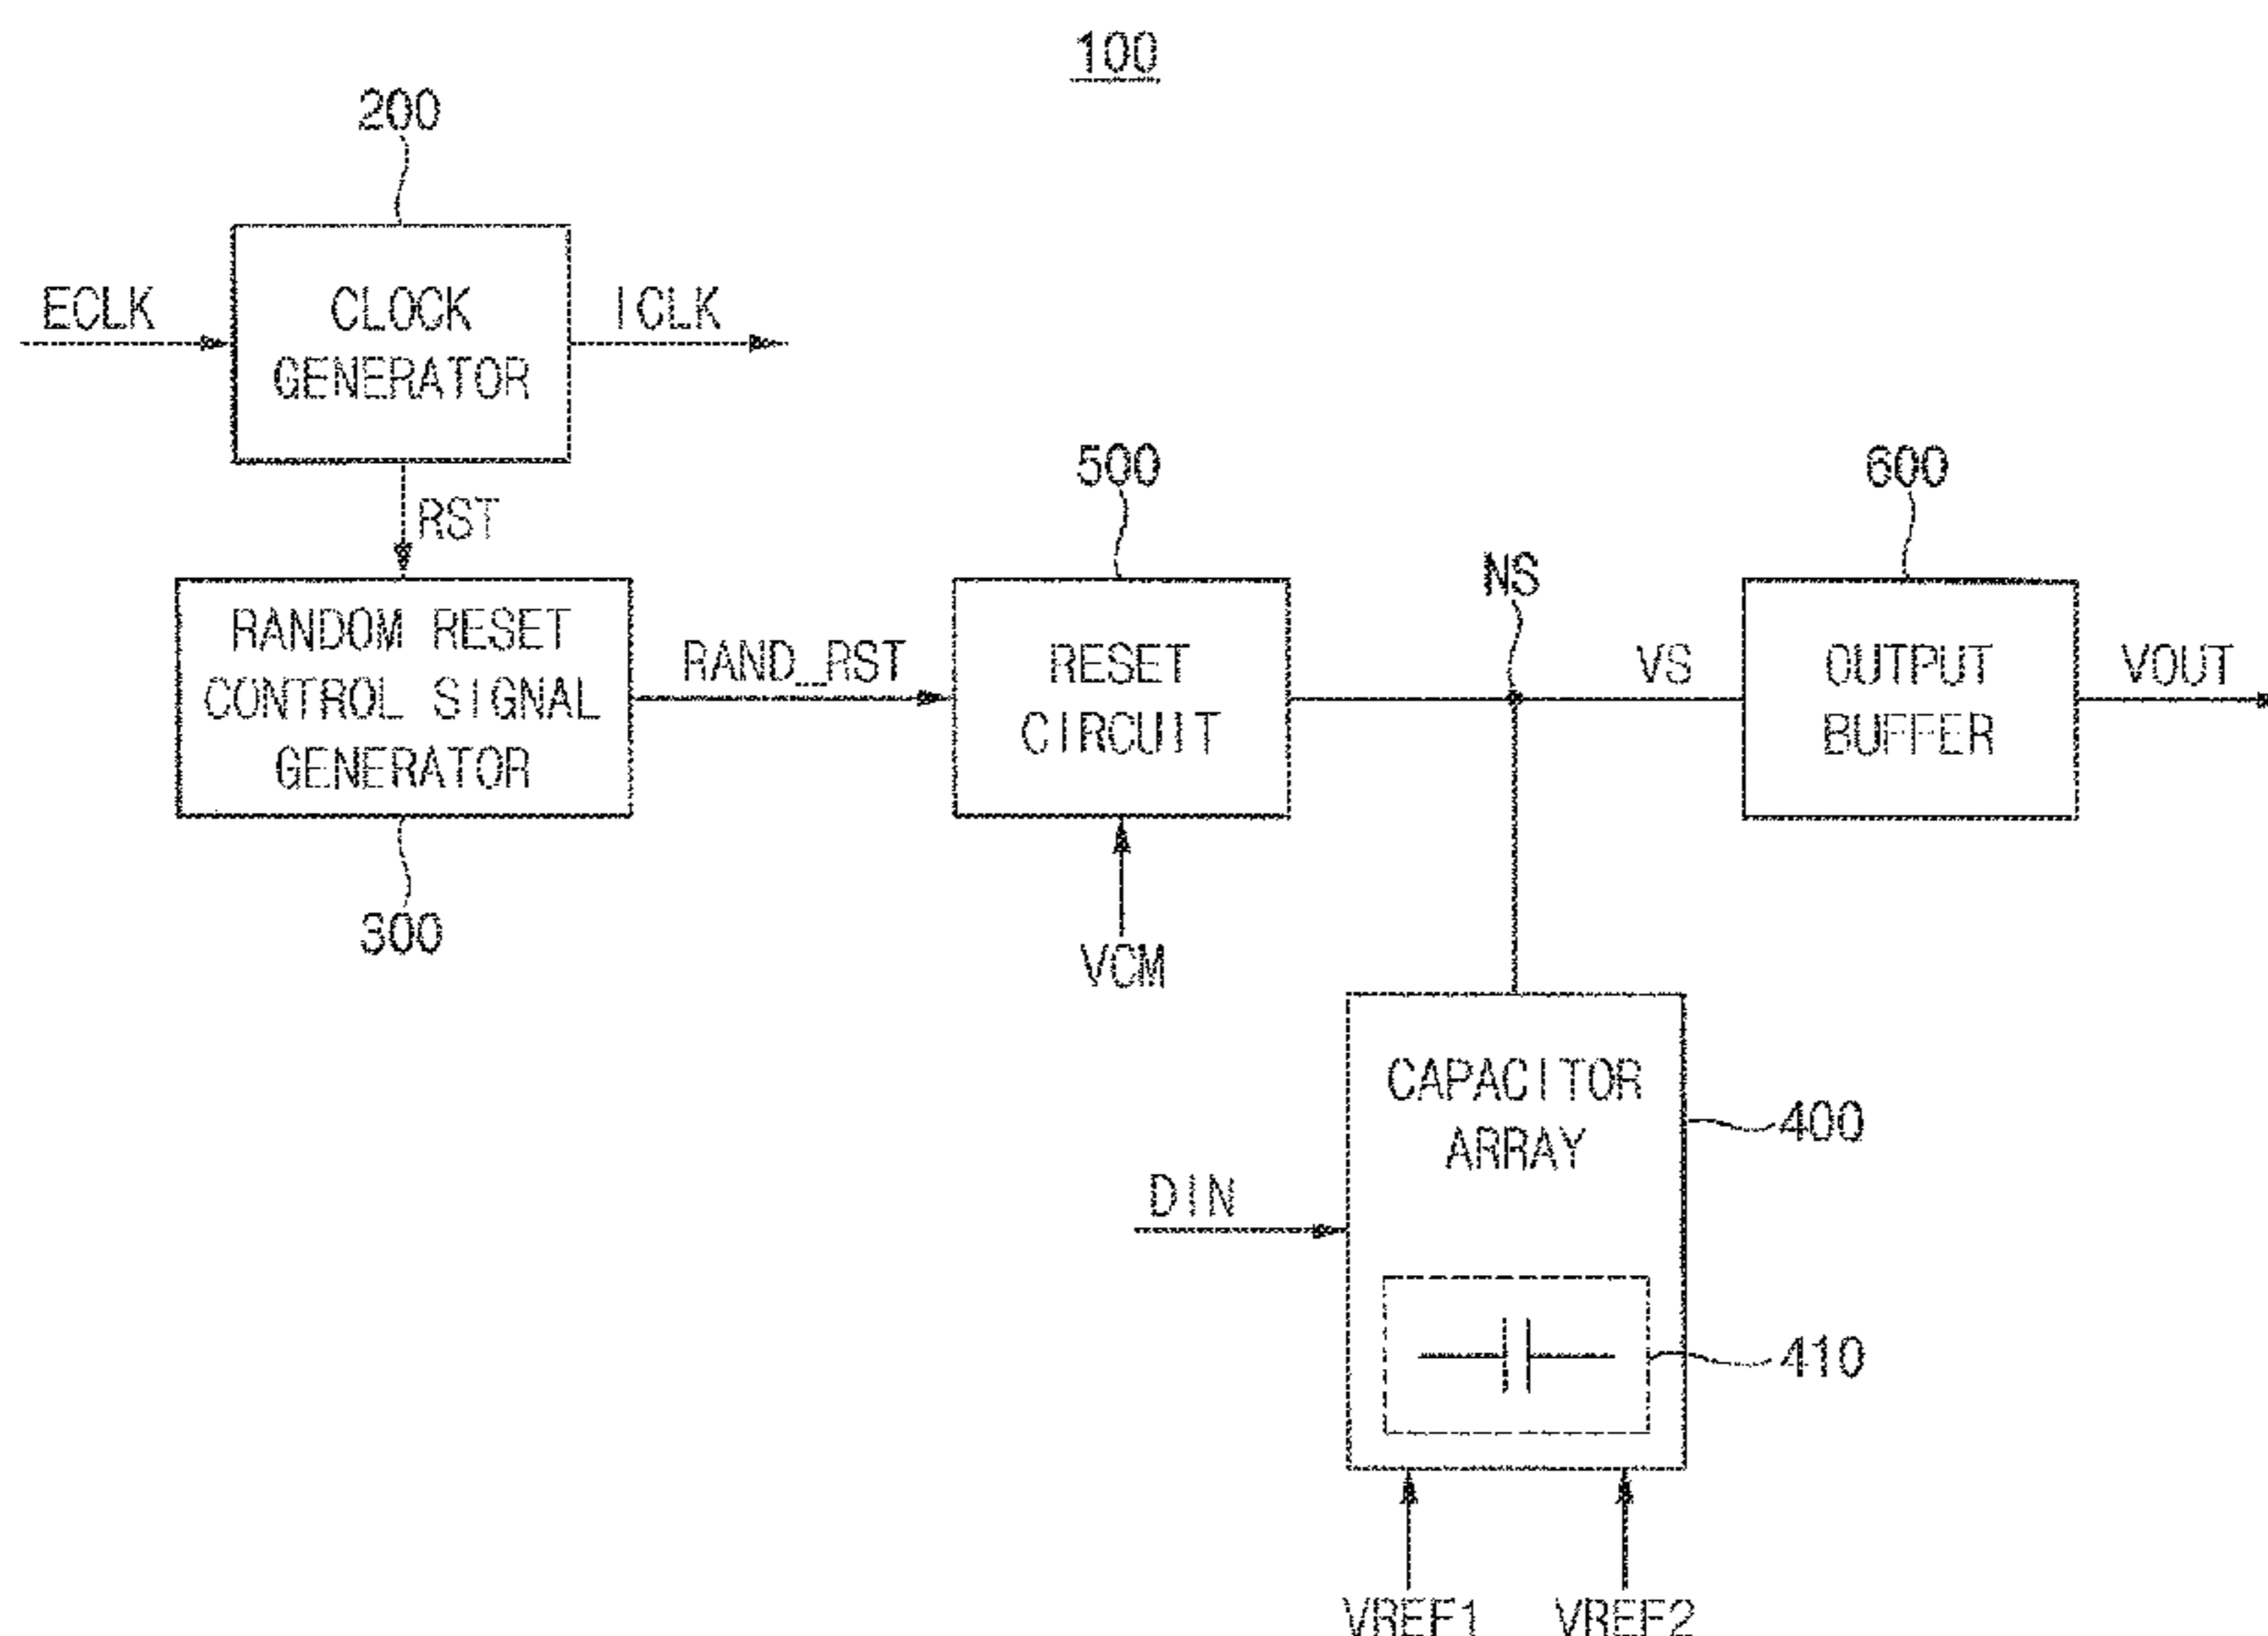 100
200
ECLK
CLOCK
GENERATOR
ICLK
RST
500
600
NS
RANDOM RESET
CONTROL SIGNAL
GENERATOR
RAND_RST
RESET
CIRCUIT
VS
OUTPUT
BUFFER
VOUT
300
VCM
CAPACITOR
ARRAY
400
DIN
410
VREF1
VREF2